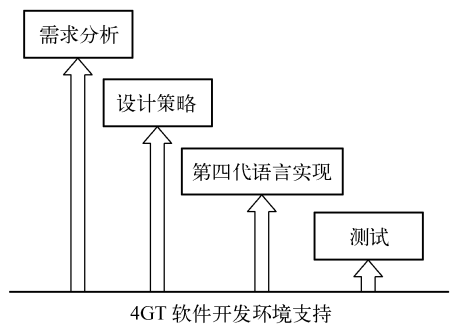 需求分析
设计策略
第四代语言实现
测试
4GT 软件开发环境支持